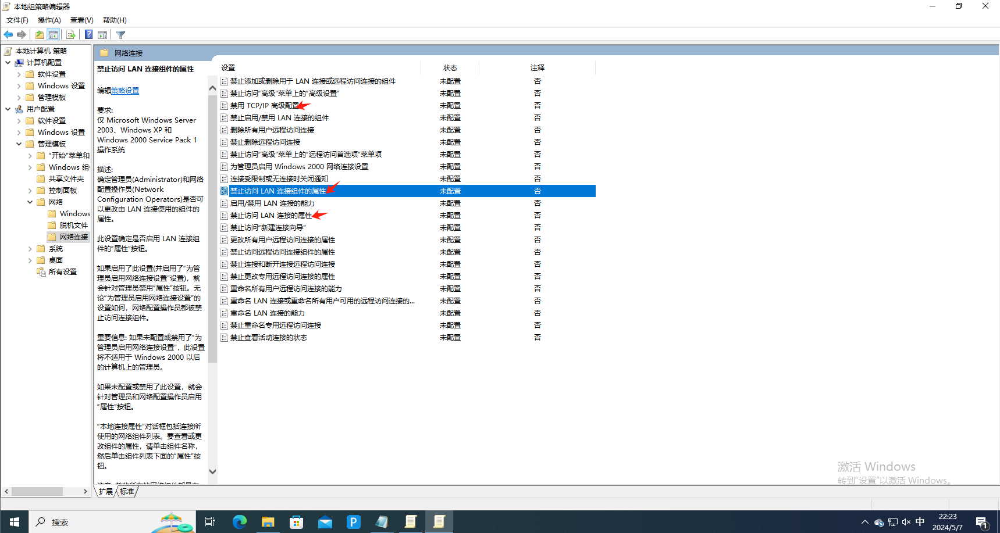 本地组策略编辑器
文件(F) 操作(A) 查看(V) 帮助(H)
本地计算机 策略
计算机配置
软件设置
Windows 设置
管理模板
用户配置
软件设置
Windows 设置
管理模板
“开始”菜单和
Windows 组
共享文件夹
控制面板
网络
Windows
脱机文件
网络连接
系统
桌面
所有设置
网络连接
禁止访问 LAN 连接组件的属性
编辑策略设置
要求:
仅 Microsoft Windows Server
2003、Windows XP 和
Windows 2000 Service Pack 1
操作系统
描述:
确定管理员(Administrator)和网络
配置操作员(Network
Configuration Operators)是否可
以更改由 LAN 连接使用的组件的
属性。
此设置确定是否启用 LAN 连接组
件的“属性”按钮。
如果启用了此设置(并启用了“为管
理员启用网络连接设置”设置)，就
会针对管理员禁用“属性”按钮。无
论“为管理员启用网络连接设置”的
设置如何，网络配置操作员都被禁
止访问连接组件。
重要信息: 如果未配置或禁用了“为
管理员启用网络连接设置”，此设置
将不适用于 Windows 2000 以后
的计算机上的管理员。
如果未配置或禁用了此设置，就会
针对管理员和网络配置操作员启用
“属性”按钮。
“本地连接属性”对话框包括连接所
使用的网络组件列表。要查看或更
改组件的属性，请单击组件名称，
然后单击组件列表下面的“属性”按
钮。
设置 状态 注释
禁止添加或删除用于 LAN 连接或远程访问连接的组件 未配置 否
禁止访问“高级”菜单上的“高级设置” 未配置 否
禁用 TCP/IP 高级配置 未配置 否
禁止启用/禁用 LAN 连接的组件 未配置 否
删除所有用户远程访问连接 未配置 否
禁止删除远程访问连接 未配置 否
禁止访问“高级”菜单上的“远程访问首选项”菜单项 未配置 否
为管理员启用 Windows 2000 网络连接设置 未配置 否
连接受限制或无连接时关闭通知 未配置 否
禁止访问 LAN 连接组件的属性 未配置 否
启用/禁用 LAN 连接的能力 未配置 否
禁止访问 LAN 连接的属性 未配置 否
禁止访问“新建连接向导” 未配置 否
更改所有用户远程访问连接的属性 未配置 否
禁止访问远程访问连接组件的属性 未配置 否
禁止连接和断开连接远程访问连接 未配置 否
禁止更改专用远程访问连接的属性 未配置 否
重命名所有用户远程访问连接的能力 未配置 否
重命名 LAN 连接或重命名所有用户可用的远程访问连接的... 未配置 否
重命名 LAN 连接的能力 未配置 否
禁止重命名专用远程访问连接 未配置 否
禁止查看活动连接的状态 未配置 否
激活 Windows
转到“设置”以激活 Windows。
扩展 标准
搜索
中
22:23
2024/5/7
1